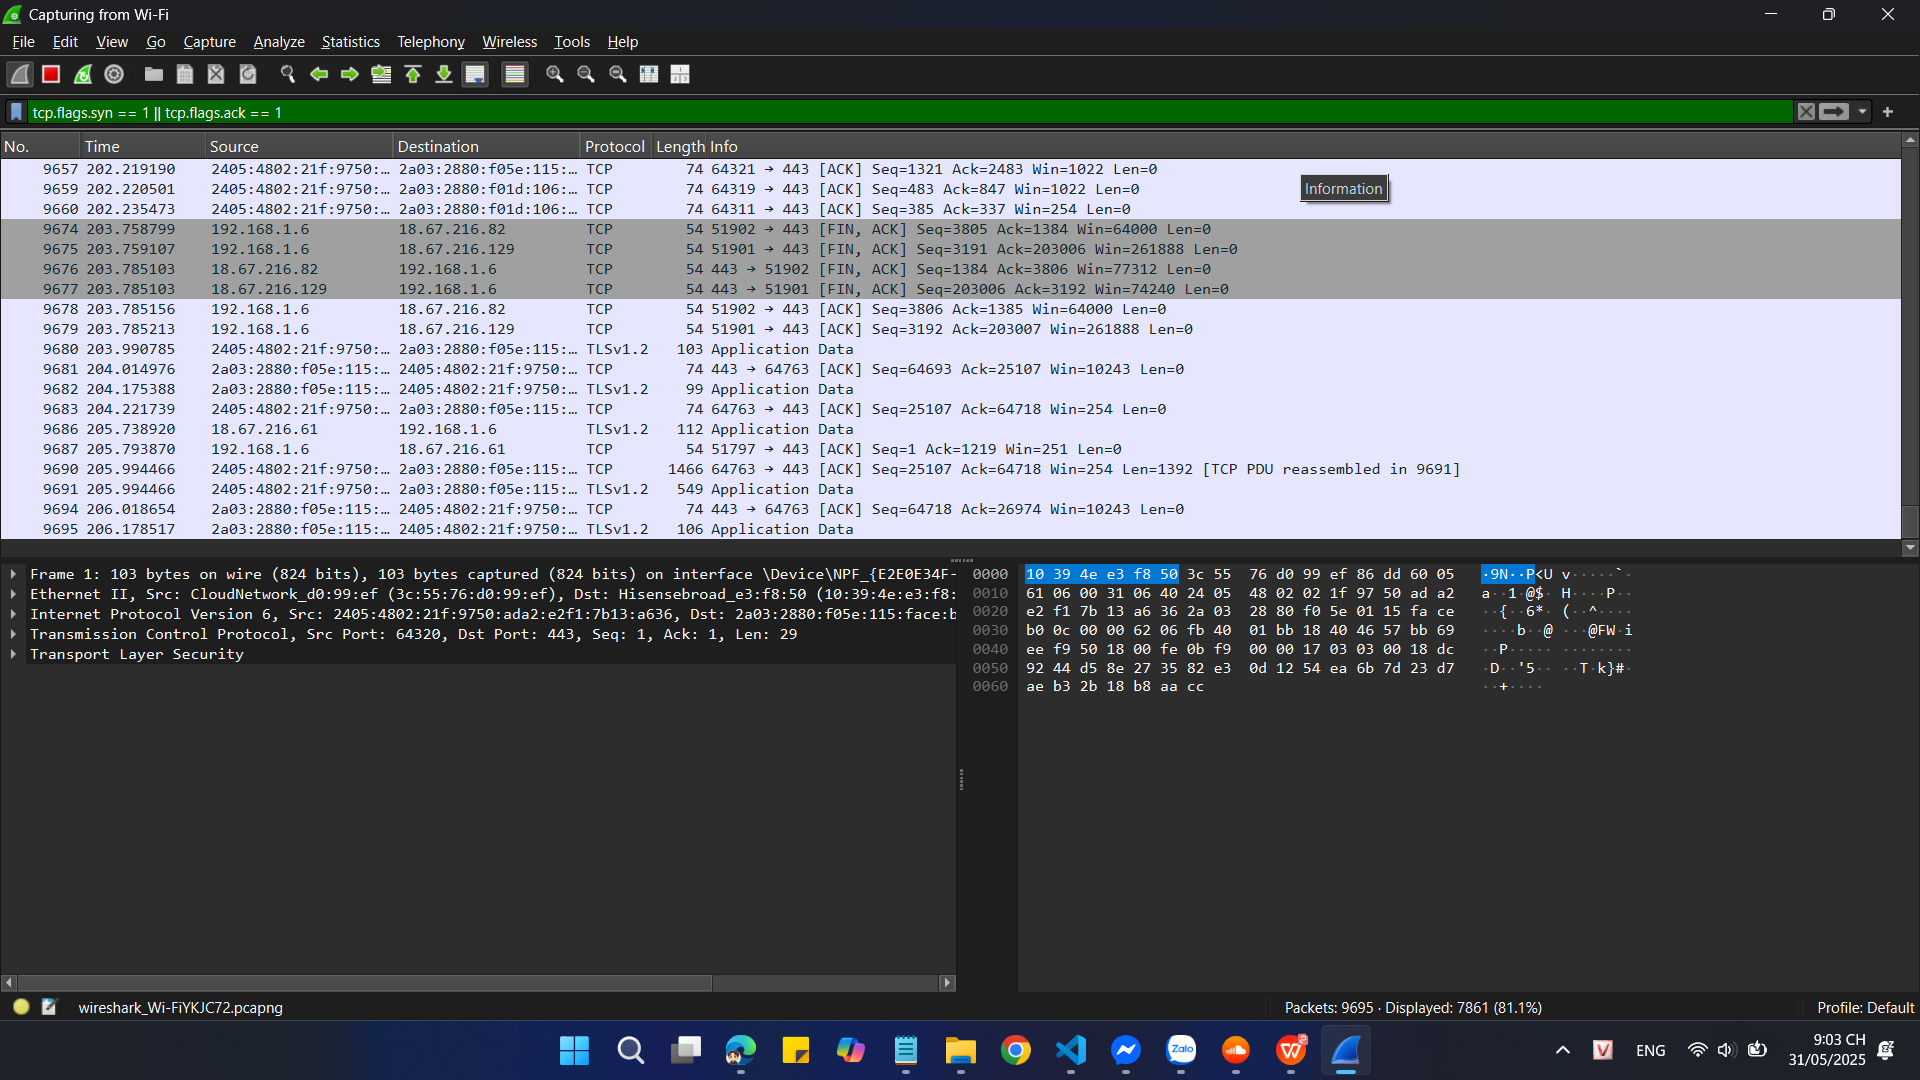 Capturing from Wi-Fi
File Edit View Go Capture Analyze Statistics Telephony Wireless Tools Help
tcp.flags.syn == 1 || tcp.flags.ack == 1
No. Time Source Destination Protocol Length Info
9657 202.219190 2405:4802:21f:9750:… 2a03:2880:f05e:115:… TCP 74 64321 → 443 [ACK] Seq=1321 Ack=2483 Win=1022 Len=0
9659 202.220501 2405:4802:21f:9750:… 2a03:2880:f01d:106:… TCP 74 64319 → 443 [ACK] Seq=483 Ack=847 Win=1022 Len=0
Information
9660 202.235473 2405:4802:21f:9750:… 2a03:2880:f01d:106:… TCP 74 64311 → 443 [ACK] Seq=385 Ack=337 Win=254 Len=0
9674 203.758799 192.168.1.6 18.67.216.82 TCP 54 51902 → 443 [FIN, ACK] Seq=3805 Ack=1384 Win=64000 Len=0
9675 203.759107 192.168.1.6 18.67.216.129 TCP 54 51901 → 443 [FIN, ACK] Seq=3191 Ack=203006 Win=261888 Len=0
9676 203.785103 18.67.216.82 192.168.1.6 TCP 54 443 → 51902 [FIN, ACK] Seq=1384 Ack=3806 Win=77312 Len=0
9677 203.785103 18.67.216.129 192.168.1.6 TCP 54 443 → 51901 [FIN, ACK] Seq=203006 Ack=3192 Win=74240 Len=0
9678 203.785156 192.168.1.6 18.67.216.82 TCP 54 51902 → 443 [ACK] Seq=3806 Ack=1385 Win=64000 Len=0
9679 203.785213 192.168.1.6 18.67.216.129 TCP 54 51901 → 443 [ACK] Seq=3192 Ack=203007 Win=261888 Len=0
9680 203.990785 2405:4802:21f:9750:… 2a03:2880:f05e:115:… TLSv1.2 103 Application Data
9681 204.014976 2a03:2880:f05e:115:… 2405:4802:21f:9750:… TCP 74 443 → 64763 [ACK] Seq=64693 Ack=25107 Win=10243 Len=0
9682 204.175388 2a03:2880:f05e:115:… 2405:4802:21f:9750:… TLSv1.2 99 Application Data
9683 204.221739 2405:4802:21f:9750:… 2a03:2880:f05e:115:… TCP 74 64763 → 443 [ACK] Seq=25107 Ack=64718 Win=254 Len=0
9686 205.738920 18.67.216.61 192.168.1.6 TLSv1.2 112 Application Data
9687 205.793870 192.168.1.6 18.67.216.61 TCP 54 51797 → 443 [ACK] Seq=1 Ack=1219 Win=251 Len=0
9690 205.994466 2405:4802:21f:9750:… 2a03:2880:f05e:115:… TCP 1466 64763 → 443 [ACK] Seq=25107 Ack=64718 Win=254 Len=1392 [TCP PDU reassembled in 9691]
9691 205.994466 2405:4802:21f:9750:… 2a03:2880:f05e:115:… TLSv1.2 549 Application Data
9694 206.018654 2a03:2880:f05e:115:… 2405:4802:21f:9750:… TCP 74 443 → 64763 [ACK] Seq=64718 Ack=26974 Win=10243 Len=0
9695 206.178517 2a03:2880:f05e:115:… 2405:4802:21f:9750:… TLSv1.2 106 Application Data
Frame 1: 103 bytes on wire (824 bits), 103 bytes captured (824 bits) on interface \Device\NPF_{E2E0E34F-
Ethernet II, Src: CloudNetwork_d0:99:ef (3c:55:76:d0:99:ef), Dst: Hisensebroad_e3:f8:50 (10:39:4e:e3:f8:
Internet Protocol Version 6, Src: 2405:4802:21f:9750:ada2:e2f1:7b13:a636, Dst: 2a03:2880:f05e:115:face:b
Transmission Control Protocol, Src Port: 64320, Dst Port: 443, Seq: 1, Ack: 1, Len: 29
Transport Layer Security
0000 10 39 4e e3 f8 50 3c 55 76 d0 99 ef 86 dd 60 05 ·9N··P<U v·····`·
0010 61 06 00 31 06 40 24 05 48 02 02 1f 97 50 ad a2 a··1·@$· H····P··
0020 e2 f1 7b 13 a6 36 2a 03 28 80 f0 5e 01 15 fa ce ··{··6*· (··^····
0030 b0 0c 00 00 62 06 fb 40 01 bb 18 40 46 57 bb 69 ····b··@ ···@FW·i
0040 ee f9 50 18 00 fe 0b f9 00 00 17 03 03 00 18 dc ··P····· ········
0050 92 44 d5 8e 27 35 82 e3 0d 12 54 ea 6b 7d 23 d7 ·D··'5·· ··T·k}#·
0060 ae b3 2b 18 b8 aa cc ··+····
wireshark_Wi-FiYKJC72.pcapng
Packets: 9695 · Displayed: 7861 (81.1%)
Profile: Default
Zalo
ENG
9:03 CH
31/05/2025